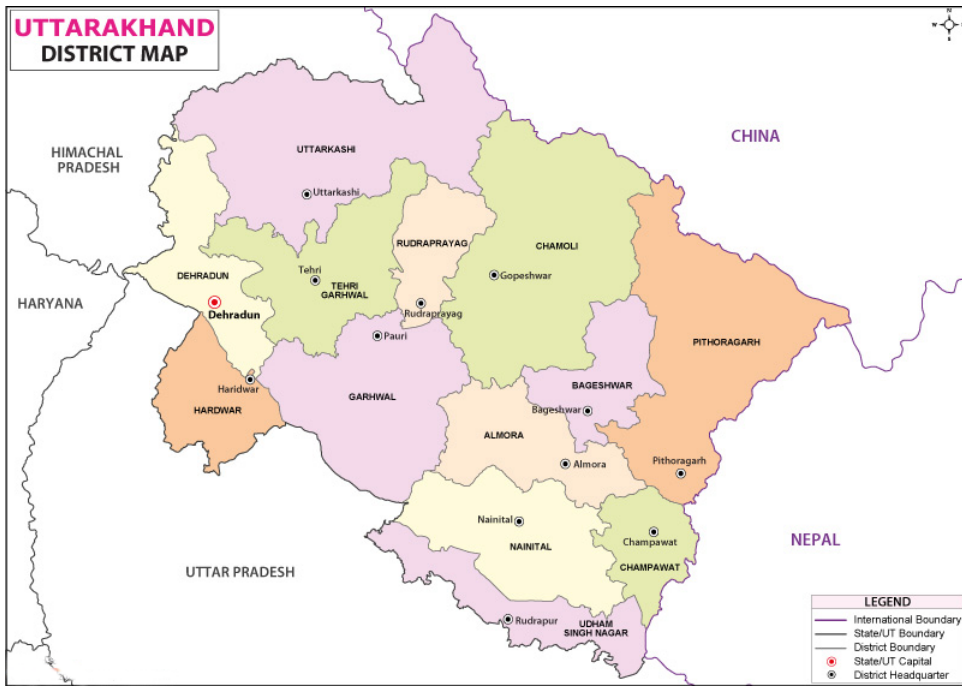 UTTARAKHAND
DISTRICT MAP
N
W
E
S
HIMACHAL
PRADESH
CHINA
UTTARKASHI
Uttarkashi
RUDRAPRAYAG
CHAMOLI
DEHRADUN
Tehri
TEHRI
GARHWAL
Gopeshwar
HARYANA
Dehradun
Rudraprayag
Pauri
PITHORAGARH
Haridwar
GARHWAL
BAGESHWAR
HARDWAR
Bageshwar
ALMORA
Almora
Pithoragarh
Nainital
NAINITAL
Champawat
CHAMPAWAT
NEPAL
UTTAR PRADESH
Rudrapur
UDHAM
SINGH NAGAR
LEGEND
International Boundary
State/UT Boundary
District Boundary
State/UT Capital
District Headquarter